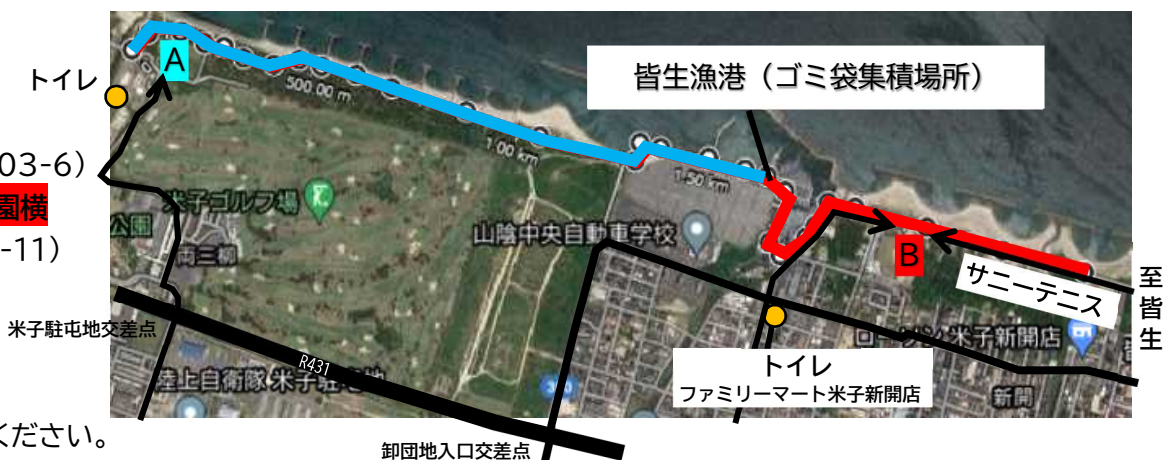 トイレ
A
皆生漁港（ゴミ袋集積場所）
500.00 m
1.00 km
1.50 km
03-6）
園横
-11）
公園
米子ゴルフ場
両三柳
山陰中央自動車学校
B
サニーテニス
至皆生
米子駐屯地交差点
R431
陸上自衛隊 米子駐屯地
トイレ
ファミリーマート米子新開店
ローソン 米子新開店
新開
ください。
卸団地入口交差点